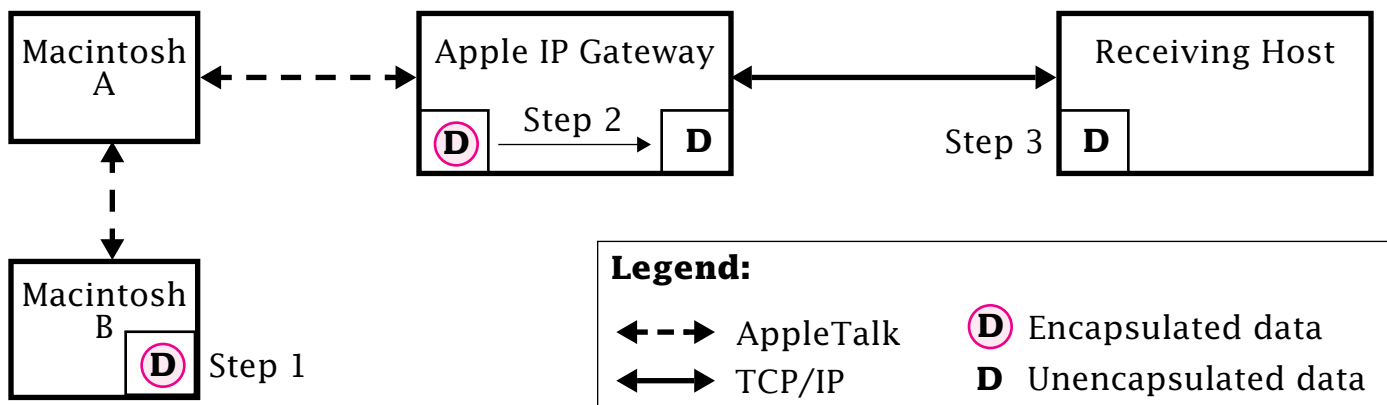 Macintosh
A
Apple IP Gateway
D
Step 2
D
Receiving Host
Step 3
D
Macintosh
B
D
Step 1
Legend:
AppleTalk
D Encapsulated data
TCP/IP
D Unencapsulated data